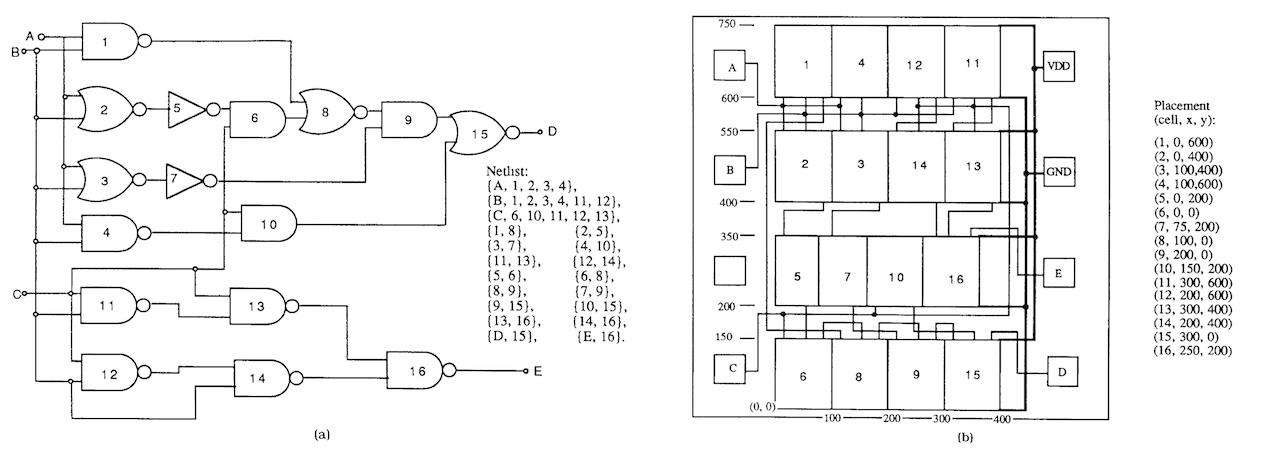 A
B
1
2
5
6
8
9
15
D
3
7
4
10
C
11
13
12
14
16
E
Netlist:
{A, 1, 2, 3, 4},
{B, 1, 2, 3, 4, 11, 12},
{C, 6, 10, 11, 12, 13},
{1, 8}, {2, 5},
{3, 7}, {4, 10},
{11, 13}, {12, 14},
{5, 6}, {6, 8},
{8, 9}, {7, 9},
{9, 15}, {10, 15},
{13, 16}, {14, 16},
{D, 15}, {E, 16}.
(a)
750
A 1 4 12 11 VDD
600
550
B 2 3 14 13 GND
400
350
5 7 10 16 E
200
150
C 6 8 9 15 D
(0, 0)
100 200 300 400
(b)
Placement
(cell, x, y):
(1, 0, 600)
(2, 0, 400)
(3, 100,400)
(4, 100,600)
(5, 0, 200)
(6, 0, 0)
(7, 75, 200)
(8, 100, 0)
(9, 200, 0)
(10, 150, 200)
(11, 300, 600)
(12, 200, 600)
(13, 300, 400)
(14, 200, 400)
(15, 300, 0)
(16, 250, 200)